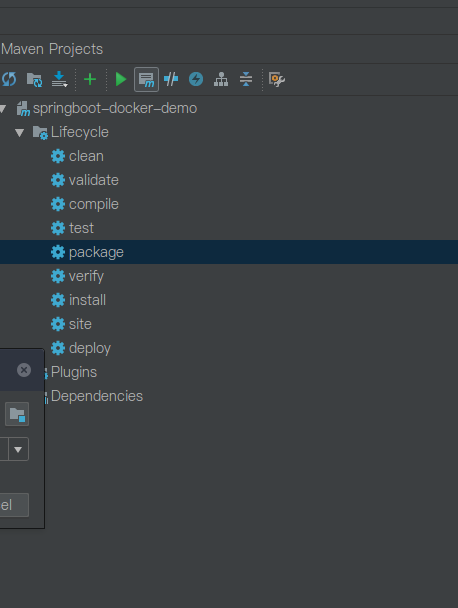 Maven Projects
springboot-docker-demo
Lifecycle
clean
validate
compile
test
package
verify
install
site
deploy
Plugins
Dependencies
el